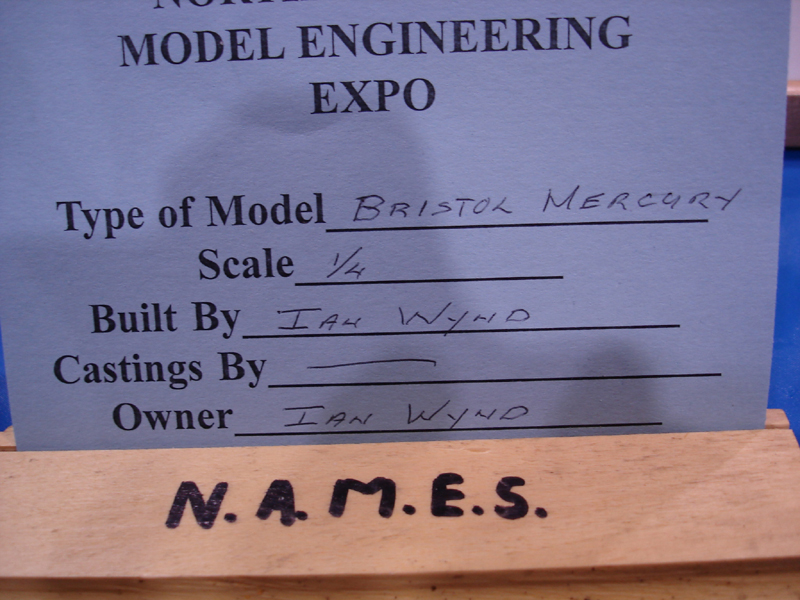 MODEL ENGINEERING
EXPO
Type of Model BRISTOL MERCURY
Scale 1/4
Built By IAN WYND
Castings By —
Owner IAN WYND
N.A.M.E.S.